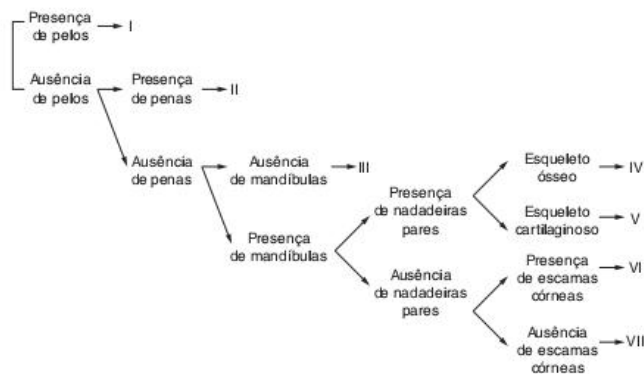 Presença
de pelos
I
Ausência
de pelos
Presença
de penas
II
Ausência
de penas
Ausência
de mandíbulas
III
Presença
de mandíbulas
Presença
de nadadeiras
pares
Esqueleto
ósseo
IV
Esqueleto
cartilaginoso
V
Ausência
de nadadeiras
pares
Presença
de escamas
córneas
VI
Ausência
de escamas
córneas
VII